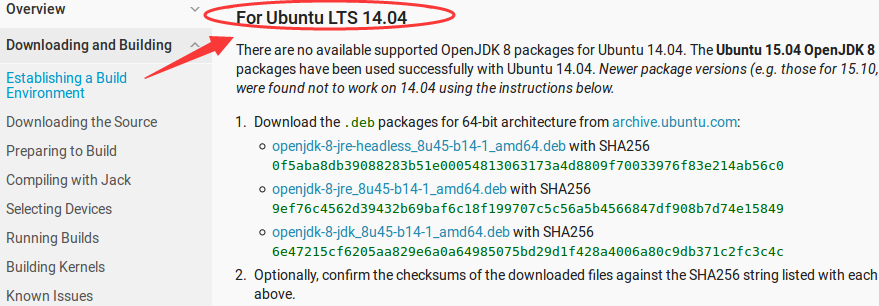 Overview
Downloading and Building
Establishing a Build
Environment
Downloading the Source
Preparing to Build
Compiling with Jack
Selecting Devices
Running Builds
Building Kernels
Known Issues
For Ubuntu LTS 14.04
There are no available supported OpenJDK 8 packages for Ubuntu 14.04. The Ubuntu 15.04 OpenJDK 8
packages have been used successfully with Ubuntu 14.04. Newer package versions (e.g. those for 15.10,
were found not to work on 14.04 using the instructions below.
1. Download the .deb packages for 64-bit architecture from archive.ubuntu.com:
openjdk-8-jre-headless_8u45-b14-1_amd64.deb with SHA256
0f5aba8db39088283b51e00054813063173a4d8809f70033976f83e214ab56c0
openjdk-8-jre_8u45-b14-1_amd64.deb with SHA256
9ef76c4562d39432b69baf6c18f199707c5c56a5b4566847df908b7d74e15849
openjdk-8-jdk_8u45-b14-1_amd64.deb with SHA256
6e47215cf6205aa829e6a0a64985075bd29d1f428a4006a80c9db371c2fc3c4c
2. Optionally, confirm the checksums of the downloaded files against the SHA256 string listed with each
above.